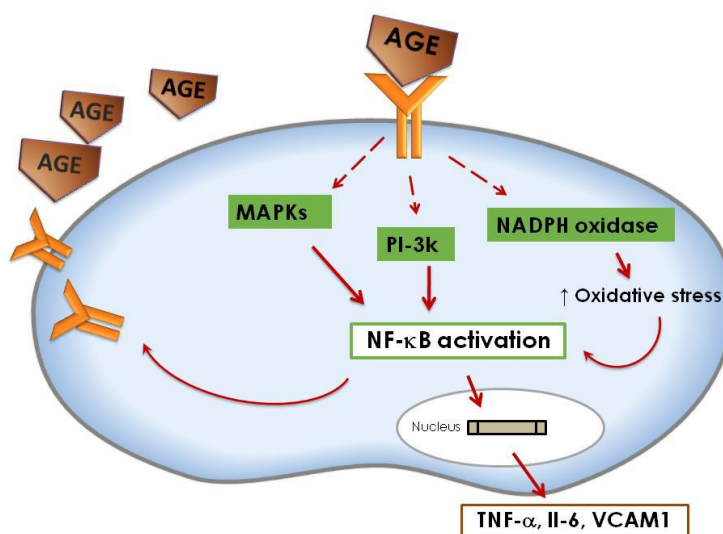 AGE
AGE
AGE
AGE
MAPKs
PI-3k
NADPH oxidase
↑ Oxidative stress
NF-κB activation
Nucleus
TNF-α, Il-6, VCAM1